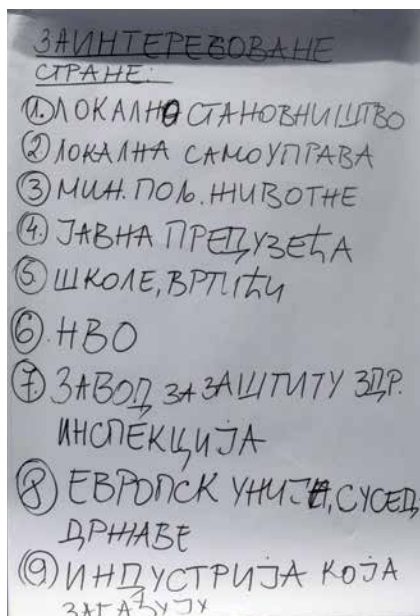 ЗАИНТЕРЕСОВАНЕ
СТРАНЕ:
1. ЛОКАЛНО СТАНОВНИШТВО
2 ЛОКАЛНА САМОУПРАВА
3 МИН. ПОЉ. ЖИВОТНЕ
4. ЈАВНА ПРЕДУЗЕЋА
5. ШКОЛЕ, ВРТИЋИ
6. НВО
7. ЗАВОД ЗА ЗАШТИТУ ЗДР.
ИНСПЕКЦИЈА
8 ЕВРОПСК УНИЈА, СУСЕД
ДРЖАВЕ
9 ИНДУСТРИЈА КОЈА
ЗАГАЂУЈУ